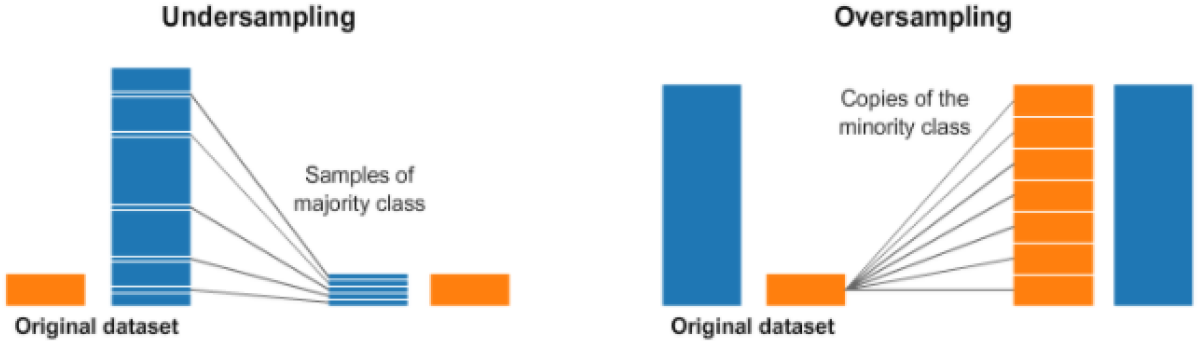 Undersampling
Samples of
majority class
Original dataset
Oversampling
Copies of the
minority class
Original dataset